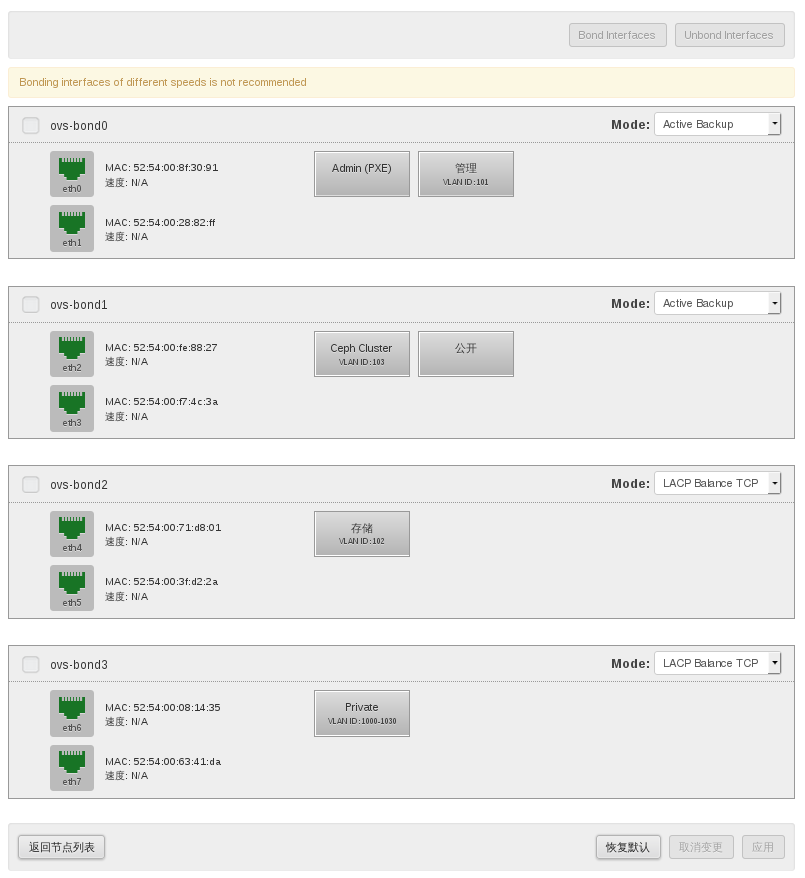 Bond Interfaces Unbond Interfaces
Bonding interfaces of different speeds is not recommended
ovs-bond0 Mode: Active Backup
MAC: 52:54:00:8f:30:91 Admin (PXE) 管理
eth0 速度: N/A VLAN ID:101
MAC: 52:54:00:28:82:ff
eth1 速度: N/A
ovs-bond1 Mode: Active Backup
MAC: 52:54:00:fe:88:27 Ceph Cluster 公开
eth2 速度: N/A VLAN ID:103
MAC: 52:54:00:f7:4c:3a
eth3 速度: N/A
ovs-bond2 Mode: LACP Balance TCP
MAC: 52:54:00:71:d8:01 存储
eth4 速度: N/A VLAN ID:102
MAC: 52:54:00:3f:d2:2a
eth5 速度: N/A
ovs-bond3 Mode: LACP Balance TCP
MAC: 52:54:00:08:14:35 Private
eth6 速度: N/A VLAN ID:1000-1030
MAC: 52:54:00:63:41:da
eth7 速度: N/A
返回节点列表 恢复默认 取消变更 应用